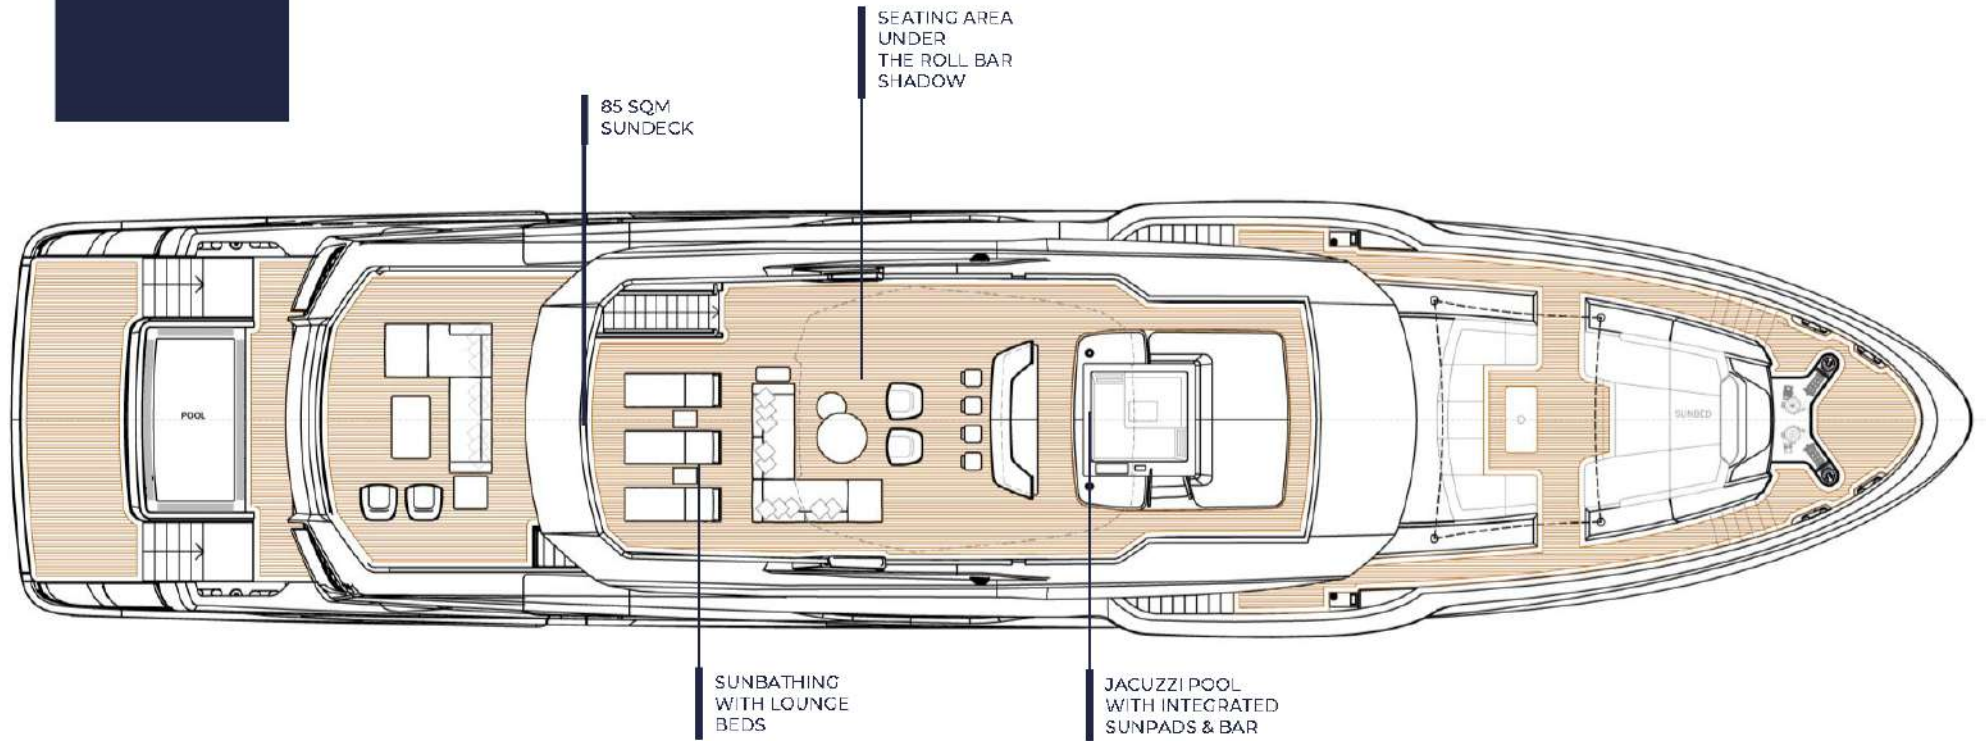 SEATING AREA
UNDER
THE ROLL BAR
SHADOW
85 SQM
SUNDECK
POOL
SUNBED
SUNBATHING
WITH LOUNGE
BEDS
JACUZZI POOL
WITH INTEGRATED
SUNPADS & BAR